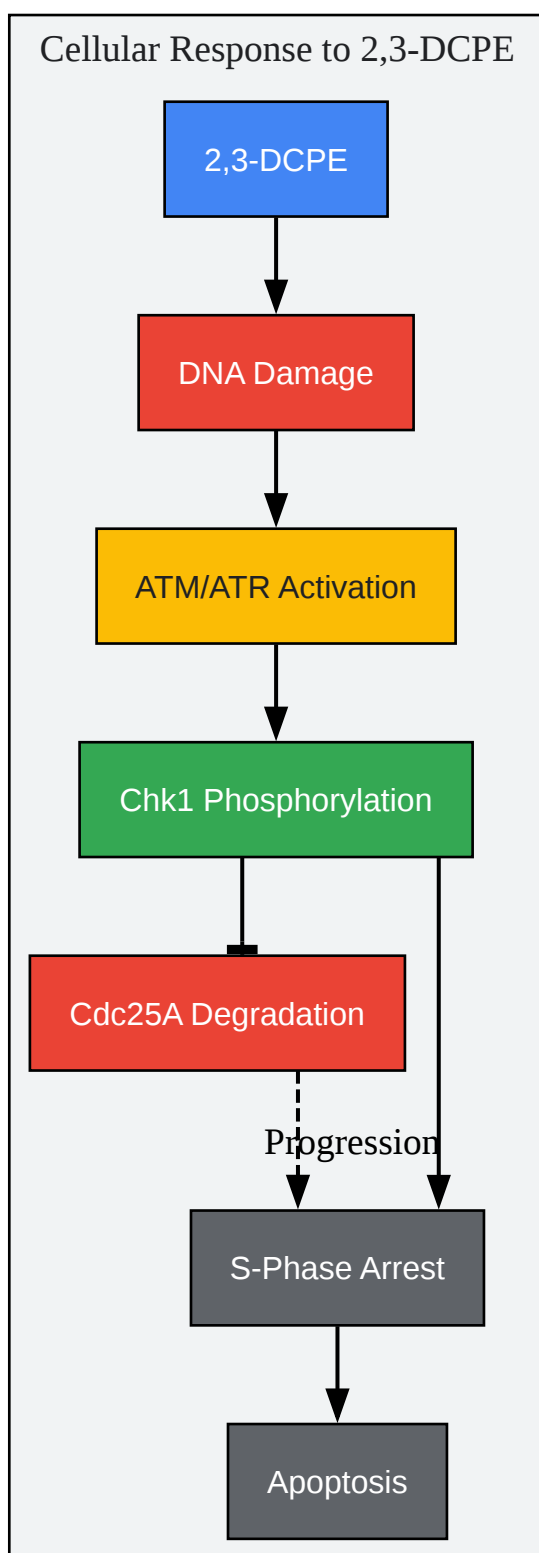 Cellular Response to 2,3-DCPE
2,3-DCPE
DNA Damage
ATM/ATR Activation
Chk1 Phosphorylation
Cdc25A Degradation
Progression
S-Phase Arrest
Apoptosis